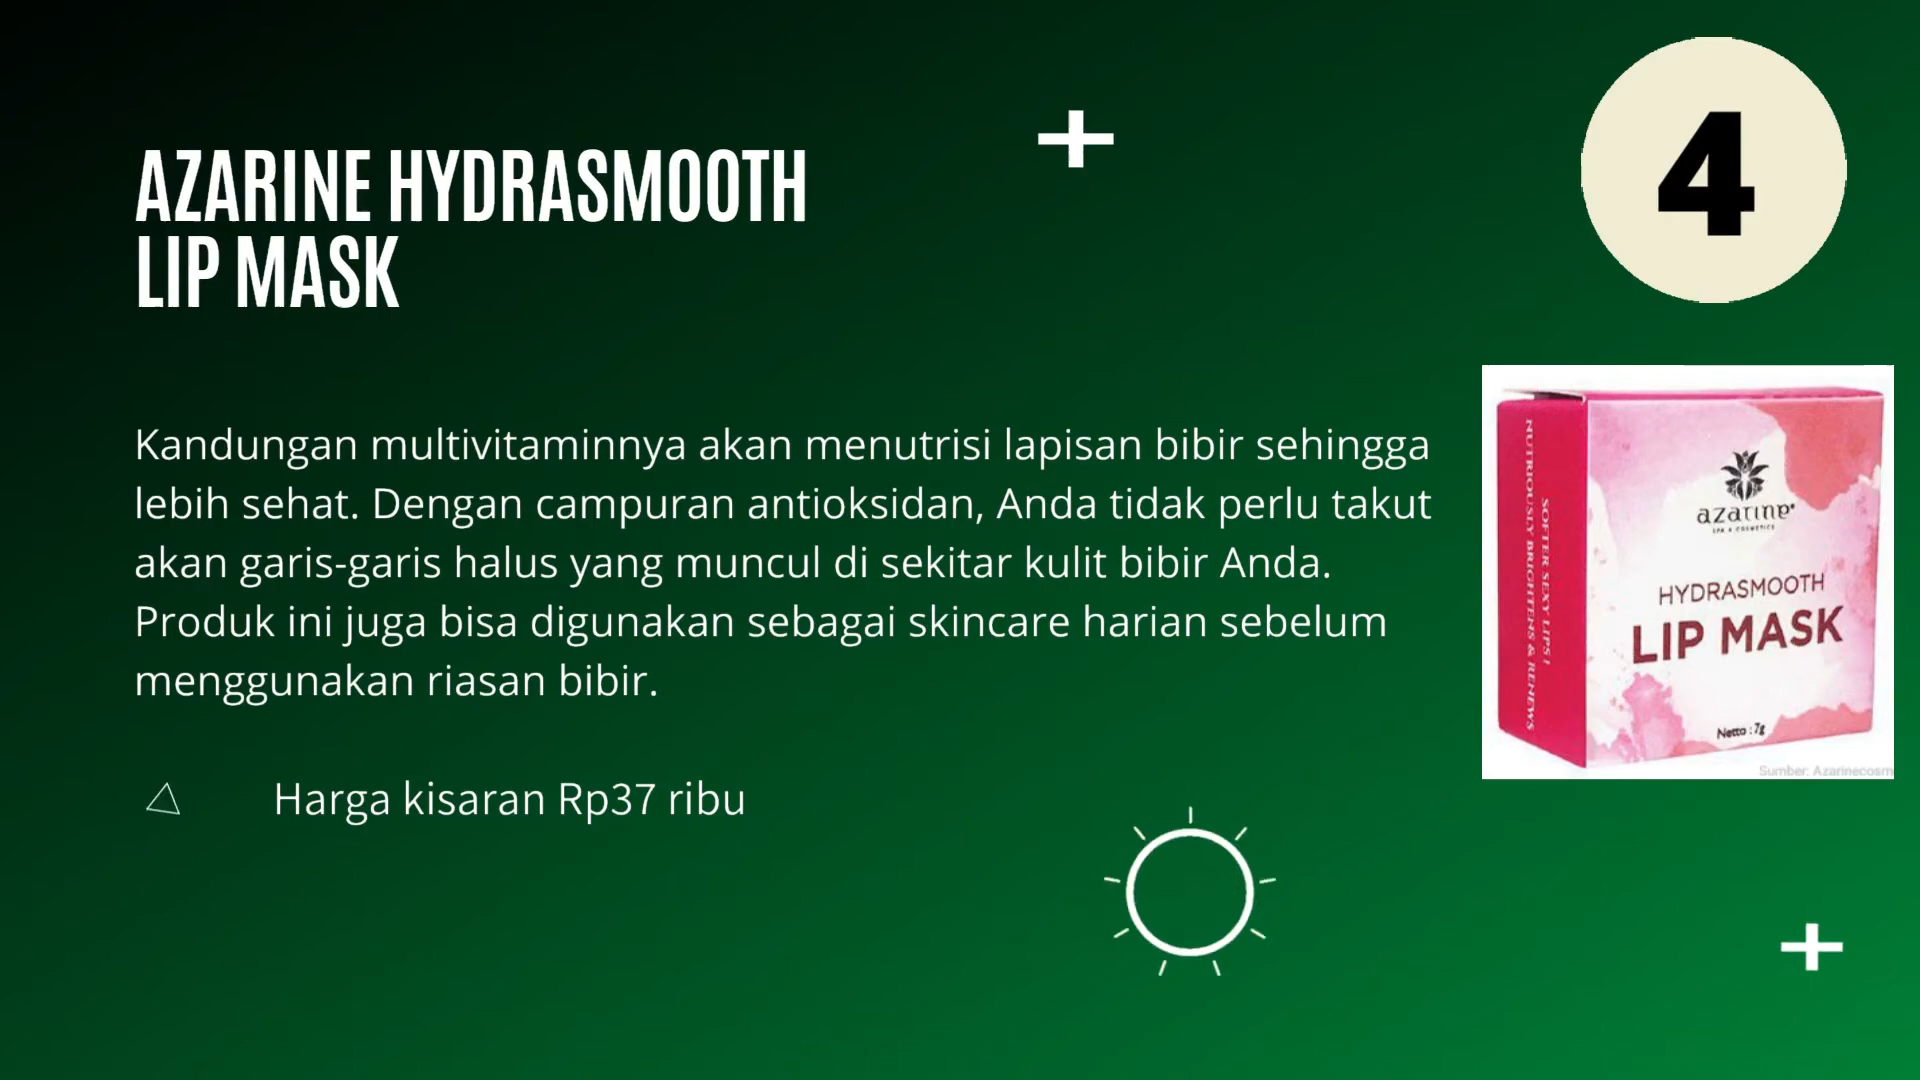 4
AZARINE HYDRASMOOTH
LIP MASK
Kandungan multivitaminnya akan menutrisi lapisan bibir sehingga
lebih sehat. Dengan campuran antioksidan, Anda tidak perlu takut
akan garis-garis halus yang muncul di sekitar kulit bibir Anda.
Produk ini juga bisa digunakan sebagai skincare harian sebelum
menggunakan riasan bibir.
Harga kisaran Rp37 ribu
SOFTER SEXY LIPS!
NUTRIOUSLY BRIGHTENS & RENEWS
azarine
SPA & COSMETICS
HYDRASMOOTH
LIP MASK
Netto : 7g
Sumber: Azarinecosm